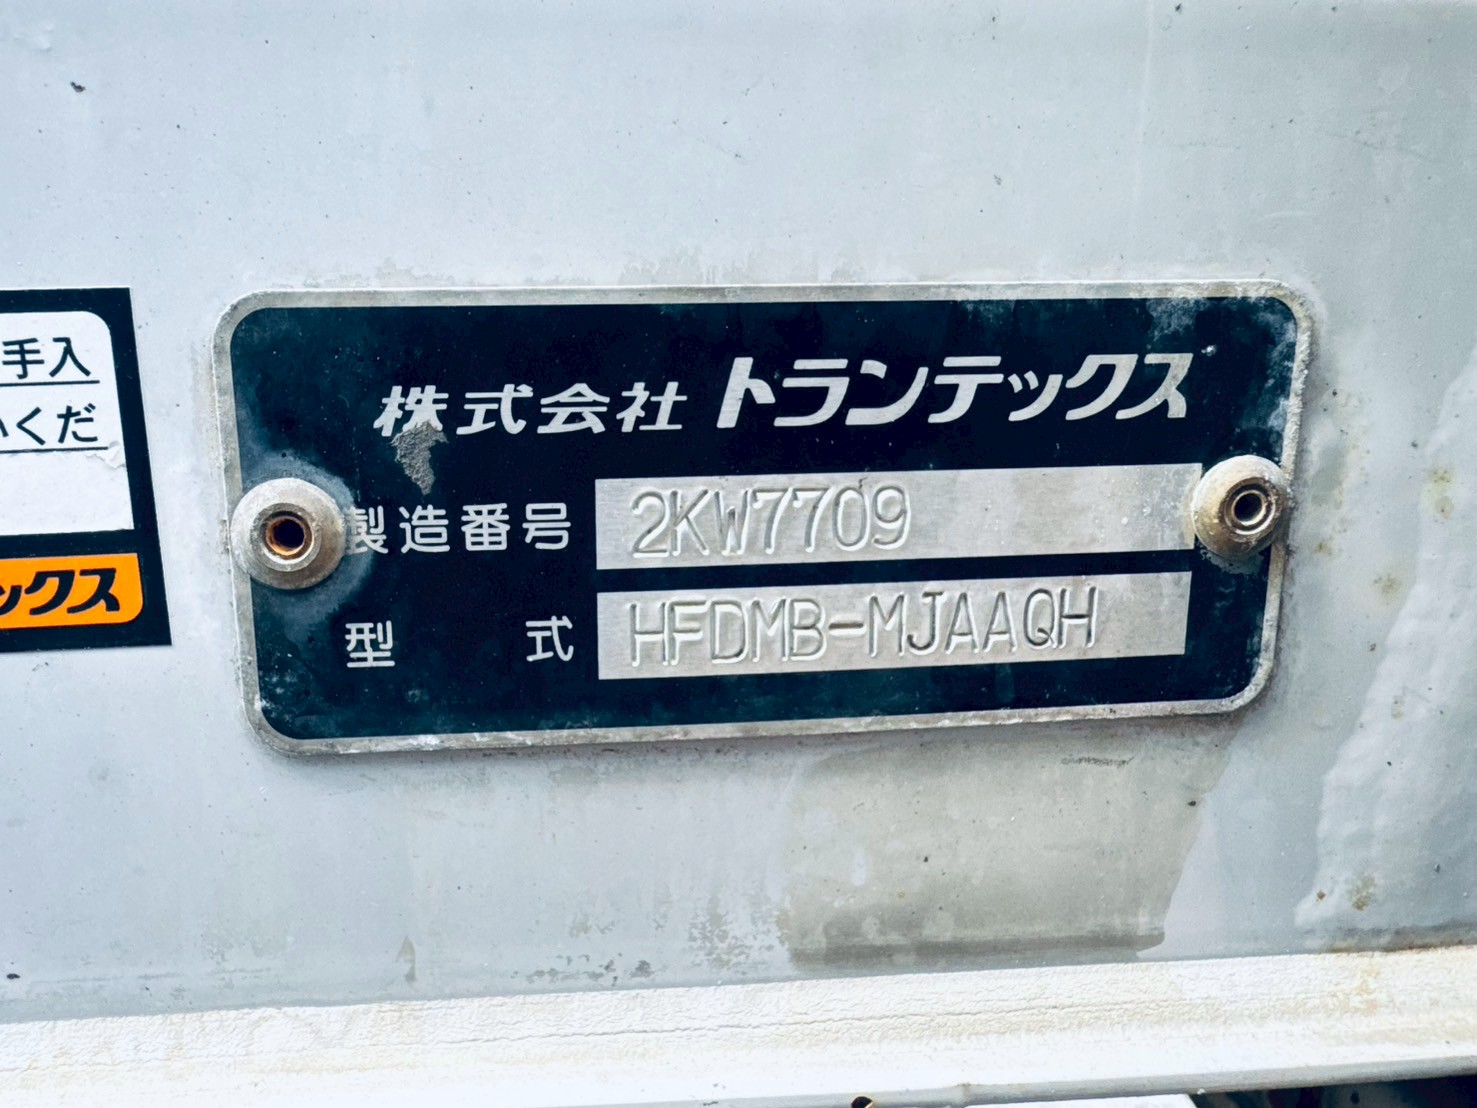 手入
くだ
ックス
株式会社 トランテックス
製造番号 2KW7709
型式 HFDMB-MJAAQH